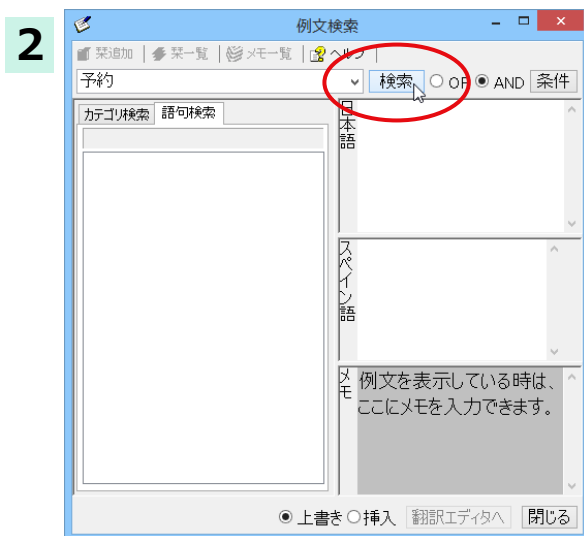 2
例文検索
栞追加 栞一覧 メモ一覧 ヘルプ
予約 検索 OR AND 条件
カテゴリ検索 語句検索
日本語
スペイン語
メモ
例文を表示している時は、
ここにメモを入力できます。
上書き 挿入 翻訳エディタへ 閉じる